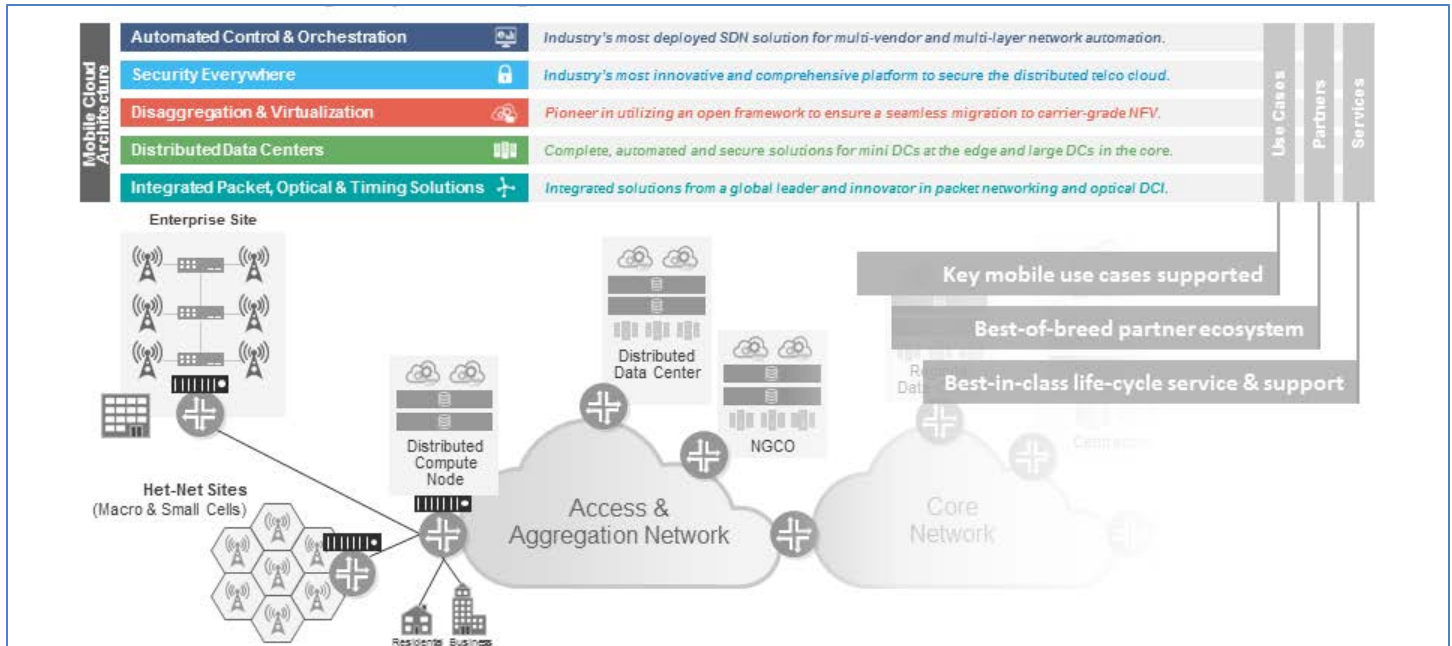 Mobile Cloud
Architecture
Automated Control & Orchestration
Industry's most deployed SDN solution for multi-vendor and multi-layer network automation.
Security Everywhere
Industry's most innovative and comprehensive platform to secure the distributed telco cloud.
Disaggregation & Virtualization
Pioneer in utilizing an open framework to ensure a seamless migration to carrier-grade NFV.
Distributed Data Centers
Complete, automated and secure solutions for mini DCs at the edge and large DCs in the core.
Integrated Packet, Optical & Timing Solutions
Integrated solutions from a global leader and innovator in packet networking and optical DCI.
Use Cases
Partners
Services
Enterprise Site
Key mobile use cases supported
Best-of-breed partner ecosystem
Best-in-class life-cycle service & support
Distributed
Data Center
NGCO
Distributed
Compute
Node
Het-Net Sites
(Macro & Small Cells)
Access &
Aggregation Network
Core
Network
Residental
Business